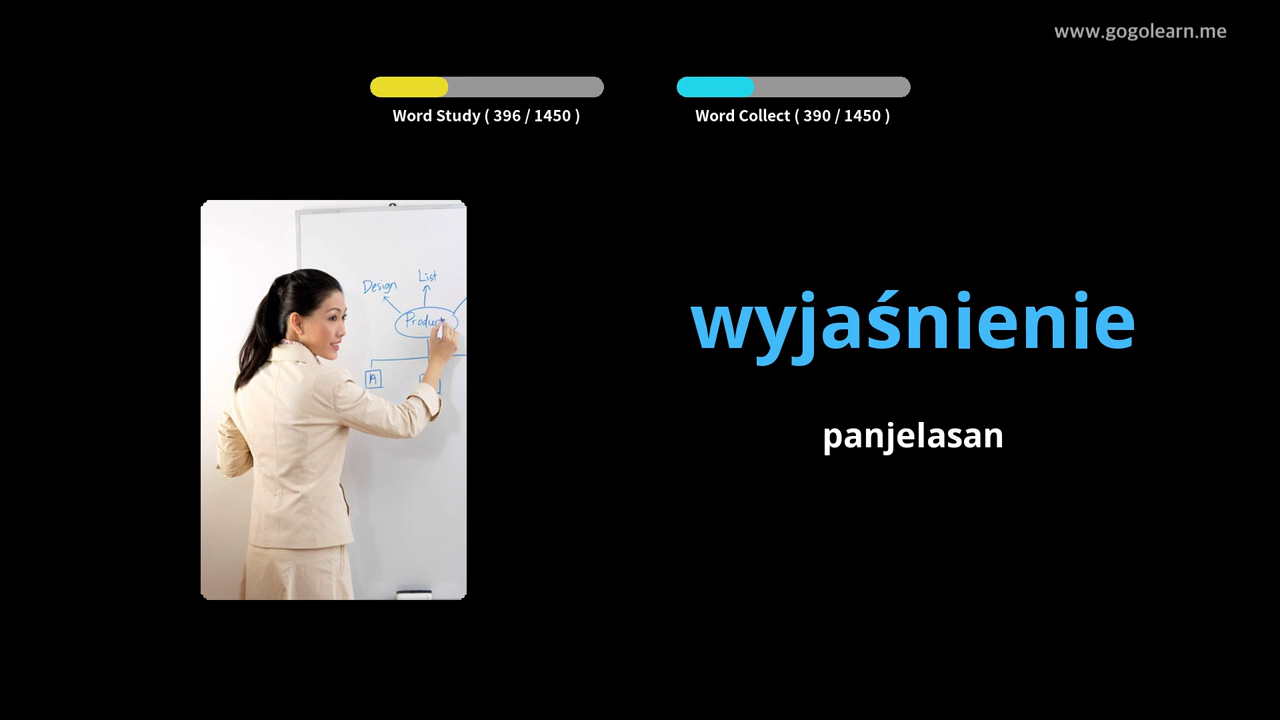 www.gogolearn.me
Word Study ( 396 / 1450 )
Word Collect ( 390 / 1450 )
Design
List
Product
A
wyjaśnienie
panjelasan